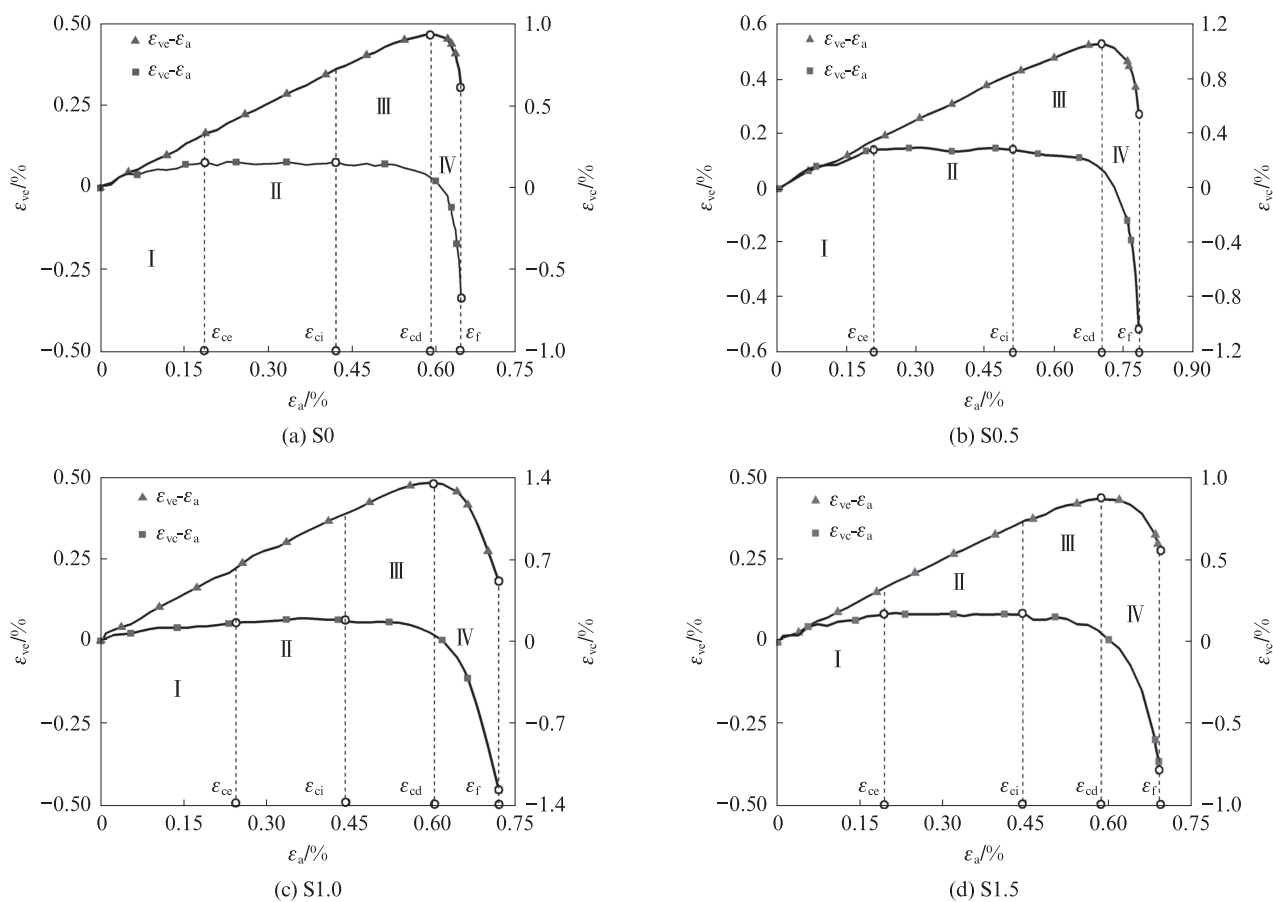 0.50
0.25
0
−0.25
−0.50
ε_vc/%
1.0
0.5
0
−0.5
−1.0
ε_vc/%
ε_ve-ε_a
ε_vc-ε_a
Ⅰ
Ⅱ
Ⅲ
Ⅳ
ε_ce
ε_ci
ε_cd
ε_f
0 0.15 0.30 0.45 0.60 0.75
ε_a/%
(a) S0
0.6
0.4
0.2
0
0.2
−0.4
−0.6
ε_vc/%
1.2
0.8
0.4
0
−0.4
−0.8
−1.2
ε_vc/%
ε_ve-ε_a
ε_vc-ε_a
Ⅰ
Ⅱ
Ⅲ
Ⅳ
ε_ce
ε_ci
ε_cd
ε_f
0 0.15 0.30 0.45 0.60 0.75 0.90
ε_a/%
(b) S0.5
0.50
0.25
0
−0.25
−0.50
ε_ve/%
1.4
0.7
0
−0.7
−1.4
ε_vc/%
ε_ve-ε_a
ε_vc-ε_a
Ⅰ
Ⅱ
Ⅲ
Ⅳ
ε_ce
ε_ci
ε_cd
ε_f
0 0.15 0.30 0.45 0.60 0.75
ε_a/%
(c) S1.0
0.50
0.25
0
−0.25
−0.50
ε_ve/%
1.0
0.5
0
−0.5
−1.0
ε_vc/%
ε_ve-ε_a
ε_vc-ε_a
Ⅰ
Ⅱ
Ⅲ
Ⅳ
ε_ce
ε_ci
ε_cd
ε_f
0 0.15 0.30 0.45 0.60 0.75
ε_a/%
(d) S1.5